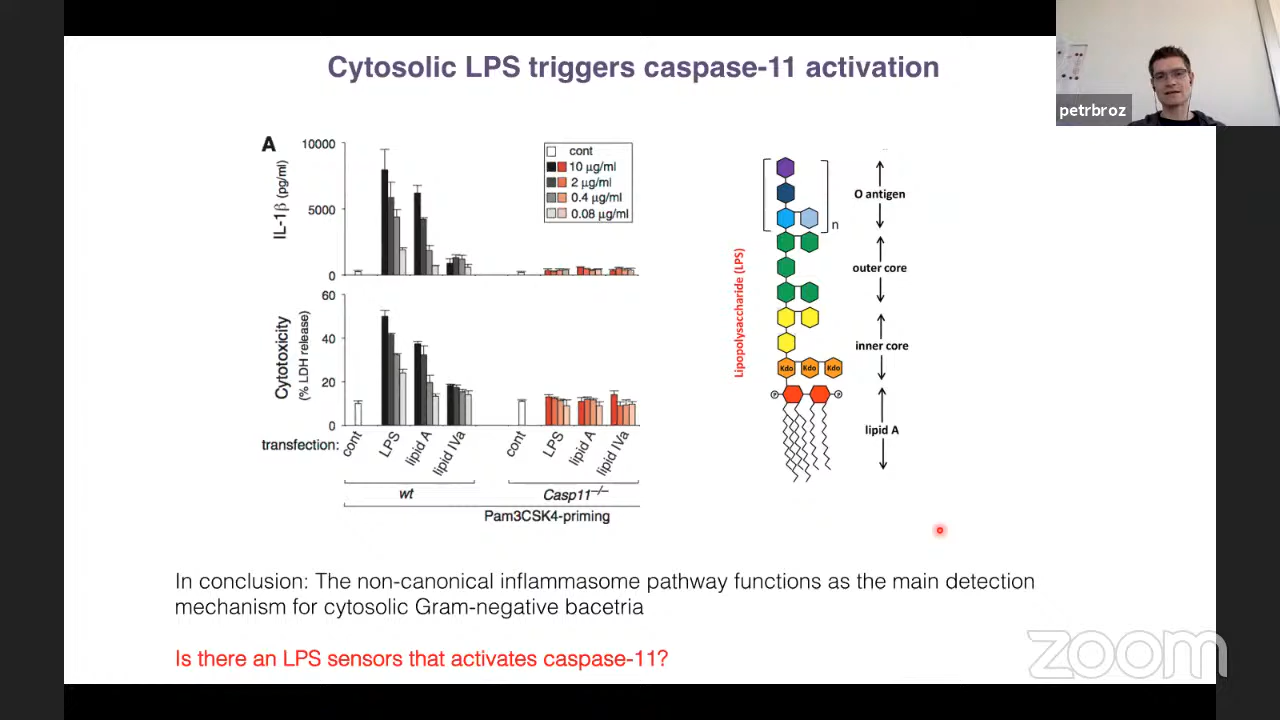 Cytosolic LPS triggers caspase-11 activation
petrbroz
A
IL-1β (pg/ml)
10000
5000
0
cont
10 μg/ml
2 μg/ml
0.4 μg/ml
0.08 μg/ml
Cytotoxicity
(% LDH release)
60
40
20
0
transfection:
cont
LPS
lipid A
lipid IVa
cont
LPS
lipid A
lipid IVa
wt
Casp11–/–
Pam3CSK4-priming
Lipopolysaccharide (LPS)
n
O antigen
outer core
inner core
Kdo
Kdo
Kdo
P
P
lipid A
In conclusion: The non-canonical inflammasome pathway functions as the main detection
mechanism for cytosolic Gram-negative bacetria
Is there an LPS sensors that activates caspase-11?
zoom